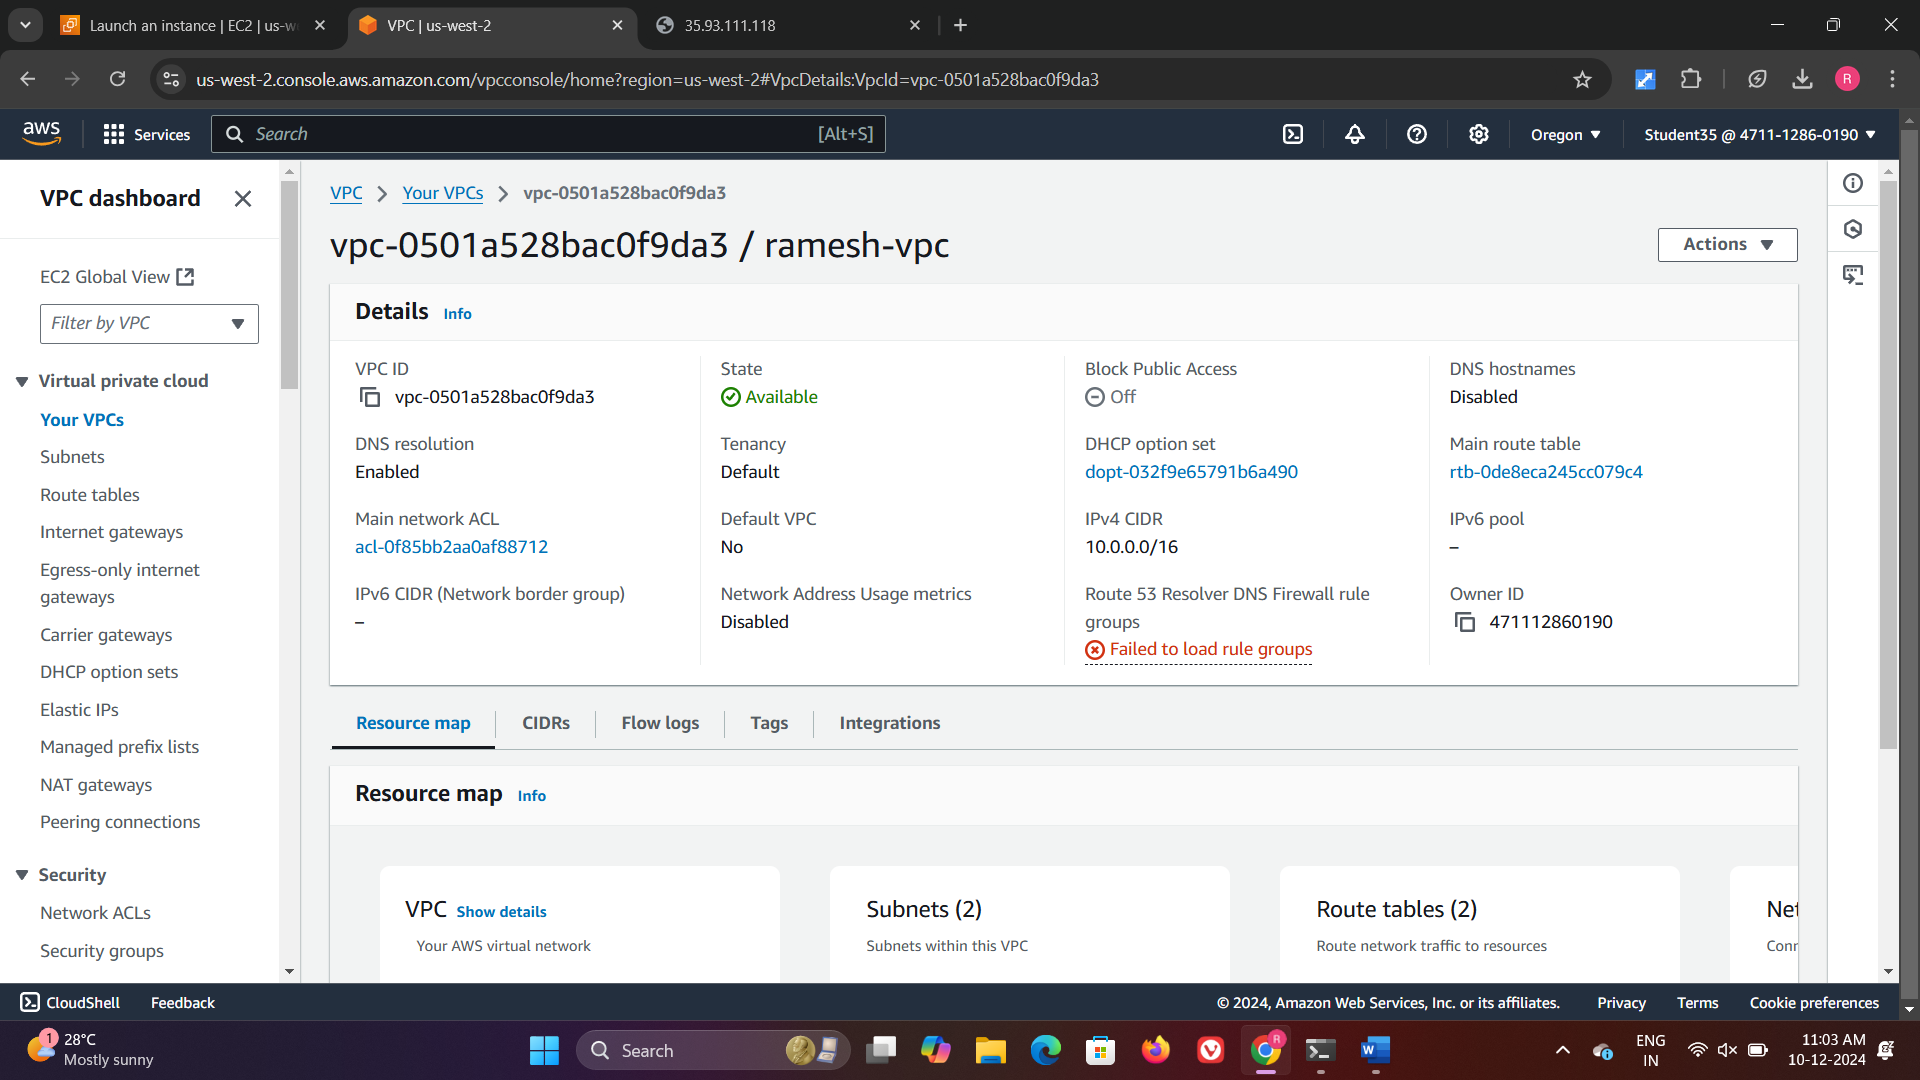 Launch an instance | EC2 | us-w
VPC | us-west-2
35.93.111.118
us-west-2.console.aws.amazon.com/vpcconsole/home?region=us-west-2#VpcDetails:VpcId=vpc-0501a528bac0f9da3
R
aws
Services
Search
[Alt+S]
Oregon
Student35 @ 4711-1286-0190
VPC dashboard
EC2 Global View
Filter by VPC
Virtual private cloud
Your VPCs
Subnets
Route tables
Internet gateways
Egress-only internet
gateways
Carrier gateways
DHCP option sets
Elastic IPs
Managed prefix lists
NAT gateways
Peering connections
Security
Network ACLs
Security groups
VPC > Your VPCs > vpc-0501a528bac0f9da3
vpc-0501a528bac0f9da3 / ramesh-vpc
Actions
Details Info
VPC ID
vpc-0501a528bac0f9da3
State
Available
Block Public Access
Off
DNS hostnames
Disabled
DNS resolution
Enabled
Tenancy
Default
DHCP option set
dopt-032f9e65791b6a490
Main route table
rtb-0de8eca245cc079c4
Main network ACL
acl-0f85bb2aa0af88712
Default VPC
No
IPv4 CIDR
10.0.0.0/16
IPv6 pool
–
IPv6 CIDR (Network border group)
–
Network Address Usage metrics
Disabled
Route 53 Resolver DNS Firewall rule
groups
Failed to load rule groups
Owner ID
471112860190
Resource map
CIDRs
Flow logs
Tags
Integrations
Resource map Info
VPC Show details
Your AWS virtual network
Subnets (2)
Subnets within this VPC
Route tables (2)
Route network traffic to resources
Net
Conn
CloudShell
Feedback
© 2024, Amazon Web Services, Inc. or its affiliates.
Privacy
Terms
Cookie preferences
1
28°C
Mostly sunny
Search
R
ENG
IN
11:03 AM
10-12-2024